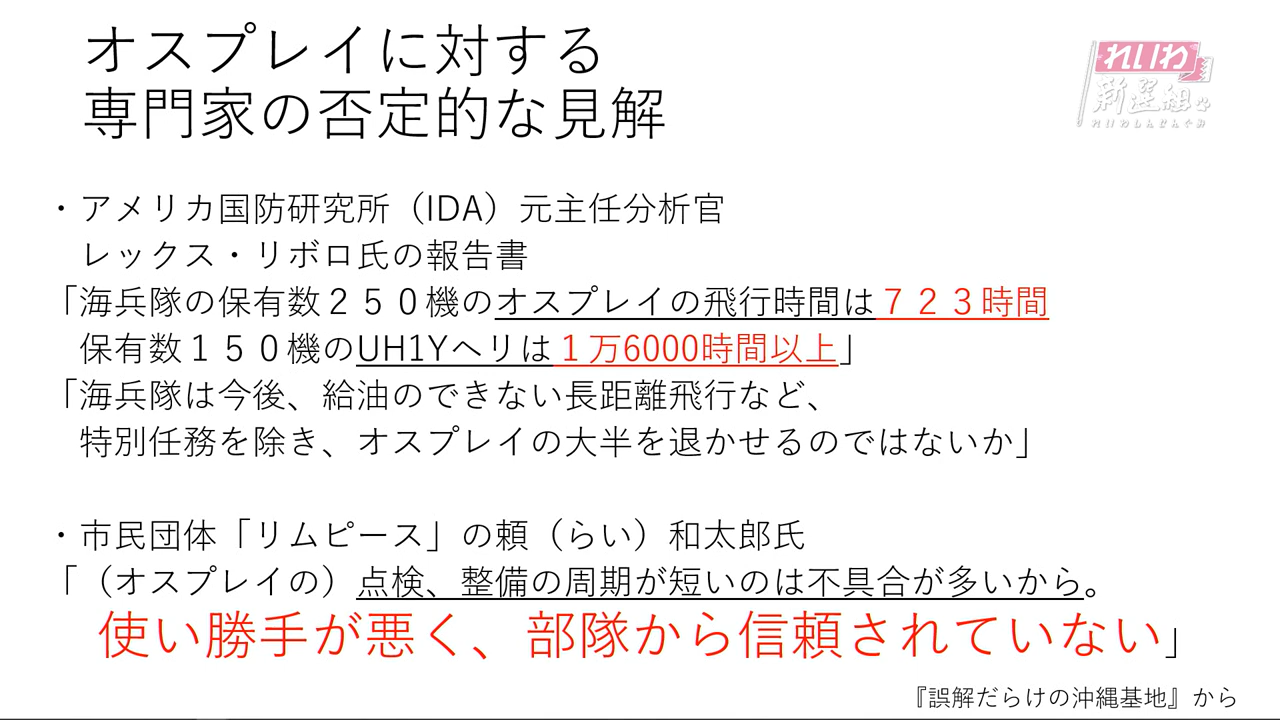 オスプレイに対する
専門家の否定的な見解
れいわ
新選組
れいわしんせんぐみ
・アメリカ国防研究所（IDA）元主任分析官
レックス・リボロ氏の報告書
「海兵隊の保有数２５０機のオスプレイの飛行時間は７２３時間
保有数１５０機のUH1Yヘリは１万6000時間以上」
「海兵隊は今後、給油のできない長距離飛行など、
特別任務を除き、オスプレイの大半を退かせるのではないか」
・市民団体「リムピース」の頼（らい）和太郎氏
「（オスプレイの）点検、整備の周期が短いのは不具合が多いから。
使い勝手が悪く、部隊から信頼されていない」
『誤解だらけの沖縄基地』から